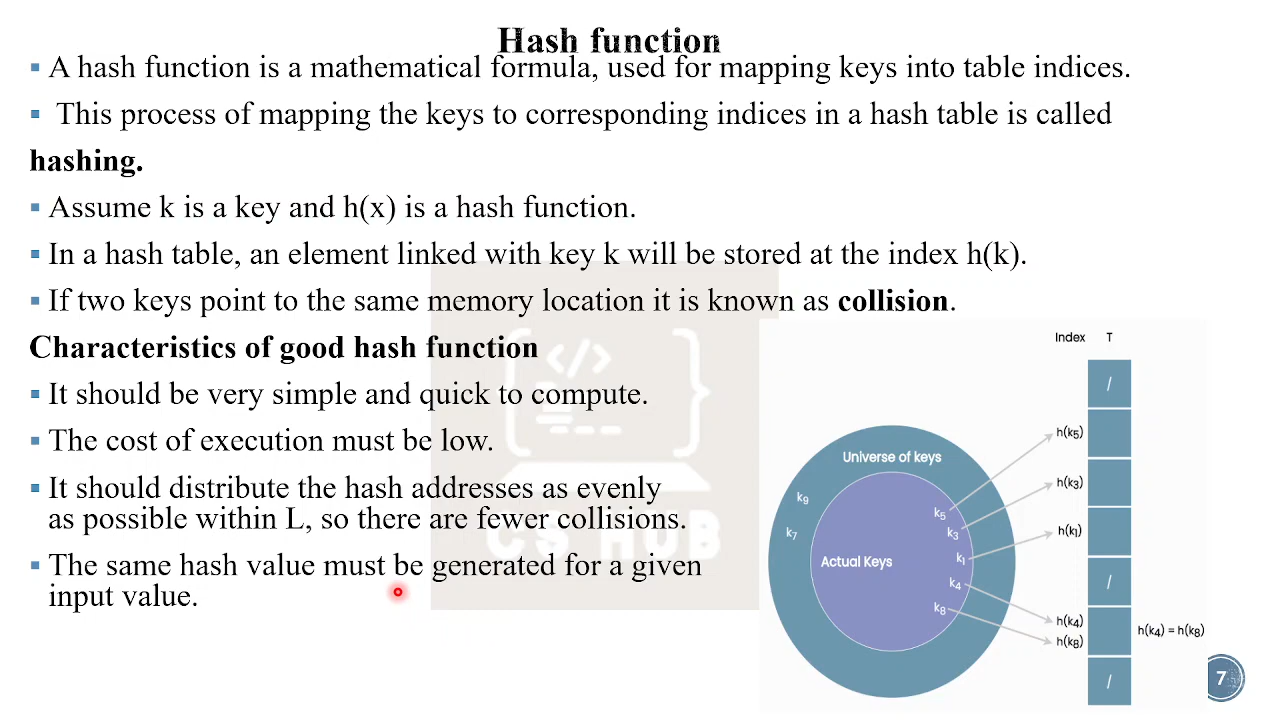 Hash function
▪ A hash function is a mathematical formula, used for mapping keys into table indices.
▪ This process of mapping the keys to corresponding indices in a hash table is called
hashing.
▪ Assume k is a key and h(x) is a hash function.
▪ In a hash table, an element linked with key k will be stored at the index h(k).
▪ If two keys point to the same memory location it is known as collision.
Characteristics of good hash function
▪ It should be very simple and quick to compute.
▪ The cost of execution must be low.
▪ It should distribute the hash addresses as evenly
as possible within L, so there are fewer collisions.
▪ The same hash value must be generated for a given
input value.
CS HUB
</>
Index T
/
h(k5)
h(k3)
h(k1)
/
h(k4)
h(k8)
h(k4) = h(k8)
/
Universe of keys
k9
k7
Actual Keys
k5
k3
k1
k4
k8
7